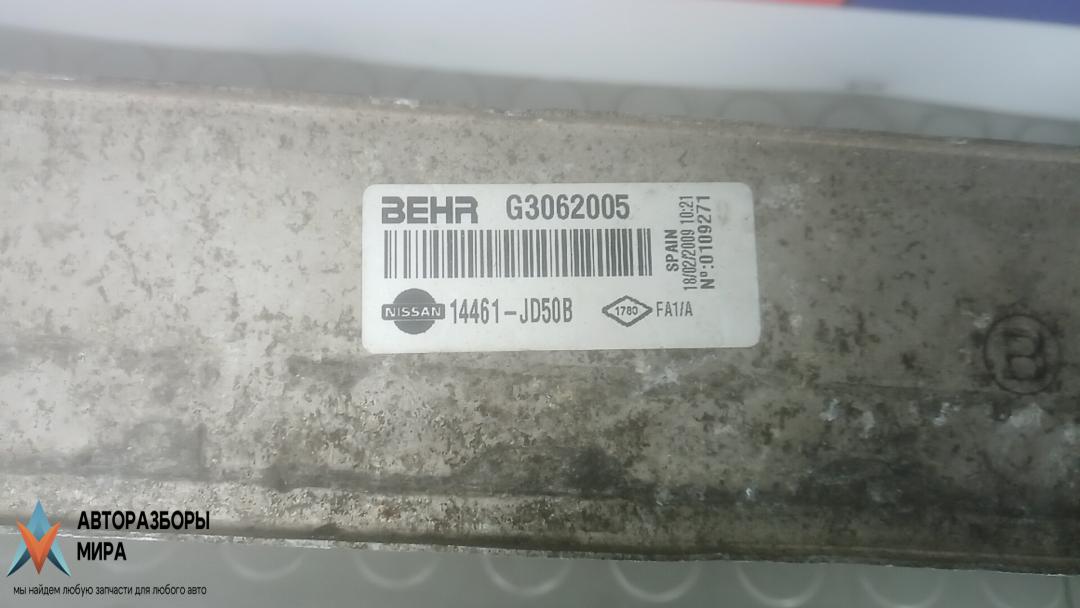 BEHR G3062005
NISSAN 14461-JD50B 1780 FA1/A
SPAIN
18/02/2009 10:21
Nº:0109271
B
АВТОРАЗБОРЫ
МИРА
мы найдем любую запчасти для любого авто